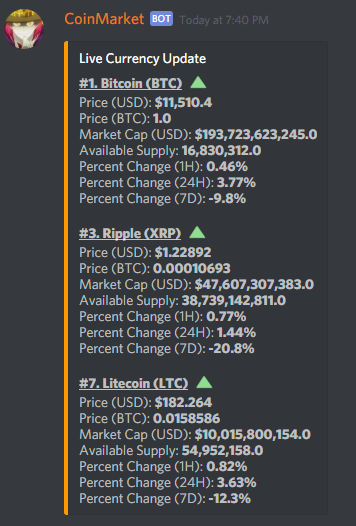 CoinMarket BOT Today at 7:40 PM
Live Currency Update
#1. Bitcoin (BTC)
Price (USD): $11,510.4
Price (BTC): 1.0
Market Cap (USD): $193,723,623,245.0
Available Supply: 16,830,312.0
Percent Change (1H): 0.46%
Percent Change (24H): 3.77%
Percent Change (7D): -9.8%
#3. Ripple (XRP)
Price (USD): $1.22892
Price (BTC): 0.00010693
Market Cap (USD): $47,607,307,383.0
Available Supply: 38,739,142,811.0
Percent Change (1H): 0.77%
Percent Change (24H): 1.44%
Percent Change (7D): -20.8%
#7. Litecoin (LTC)
Price (USD): $182.264
Price (BTC): 0.0158586
Market Cap (USD): $10,015,800,154.0
Available Supply: 54,952,158.0
Percent Change (1H): 0.82%
Percent Change (24H): 3.63%
Percent Change (7D): -12.3%